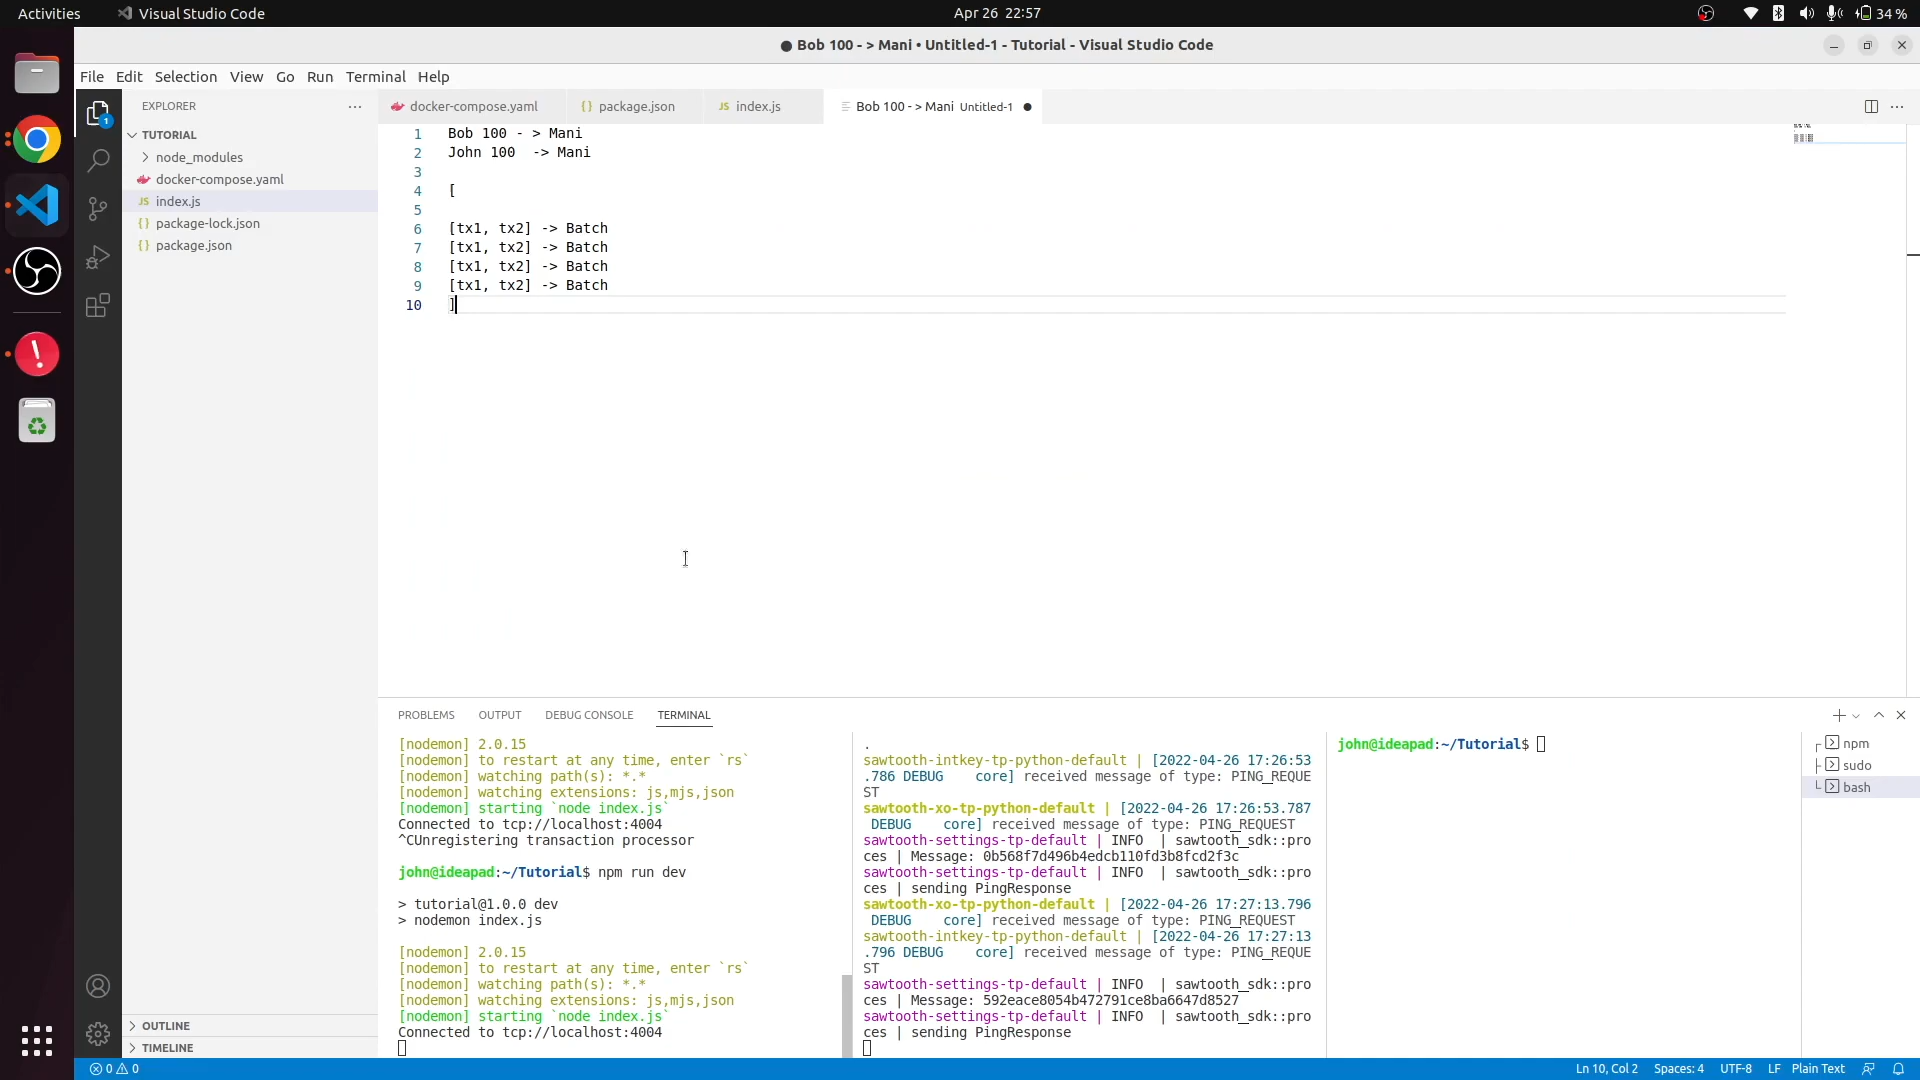 Activities
Visual Studio Code
Apr 26 22:57
34 %
● Bob 100 - > Mani • Untitled-1 - Tutorial - Visual Studio Code
File Edit Selection View Go Run Terminal Help
EXPLORER
docker-compose.yaml
package.json
JS index.js
Bob 100 - > Mani Untitled-1
1
TUTORIAL
node_modules
docker-compose.yaml
JS index.js
package-lock.json
package.json
1 Bob 100 - > Mani
2 John 100  -> Mani
3
4 [
5
6 [tx1, tx2] -> Batch
7 [tx1, tx2] -> Batch
8 [tx1, tx2] -> Batch
9 [tx1, tx2] -> Batch
10 ]
PROBLEMS OUTPUT DEBUG CONSOLE TERMINAL
[nodemon] 2.0.15
[nodemon] to restart at any time, enter `rs`
[nodemon] watching path(s): *.*
[nodemon] watching extensions: js,mjs,json
[nodemon] starting `node index.js`
Connected to tcp://localhost:4004
^CUnregistering transaction processor
john@ideapad:~/Tutorial$ npm run dev
> tutorial@1.0.0 dev
> nodemon index.js
[nodemon] 2.0.15
[nodemon] to restart at any time, enter `rs`
[nodemon] watching path(s): *.*
[nodemon] watching extensions: js,mjs,json
[nodemon] starting `node index.js`
Connected to tcp://localhost:4004
.
sawtooth-intkey-tp-python-default | [2022-04-26 17:26:53
.786 DEBUG    core] received message of type: PING_REQUE
ST
sawtooth-xo-tp-python-default | [2022-04-26 17:26:53.787
 DEBUG    core] received message of type: PING_REQUEST
sawtooth-settings-tp-default | INFO  | sawtooth_sdk::pro
ces | Message: 0b568f7d496b4edcb110fd3b8fcd2f3c
sawtooth-settings-tp-default | INFO  | sawtooth_sdk::pro
ces | sending PingResponse
sawtooth-xo-tp-python-default | [2022-04-26 17:27:13.796
 DEBUG    core] received message of type: PING_REQUEST
sawtooth-intkey-tp-python-default | [2022-04-26 17:27:13
.796 DEBUG    core] received message of type: PING_REQUE
ST
sawtooth-settings-tp-default | INFO  | sawtooth_sdk::pro
ces | Message: 592eace8054b472791ce8ba6647d8527
sawtooth-settings-tp-default | INFO  | sawtooth_sdk::pro
ces | sending PingResponse
john@ideapad:~/Tutorial$
npm
sudo
bash
OUTLINE
TIMELINE
0 0
Ln 10, Col 2 Spaces: 4 UTF-8 LF Plain Text